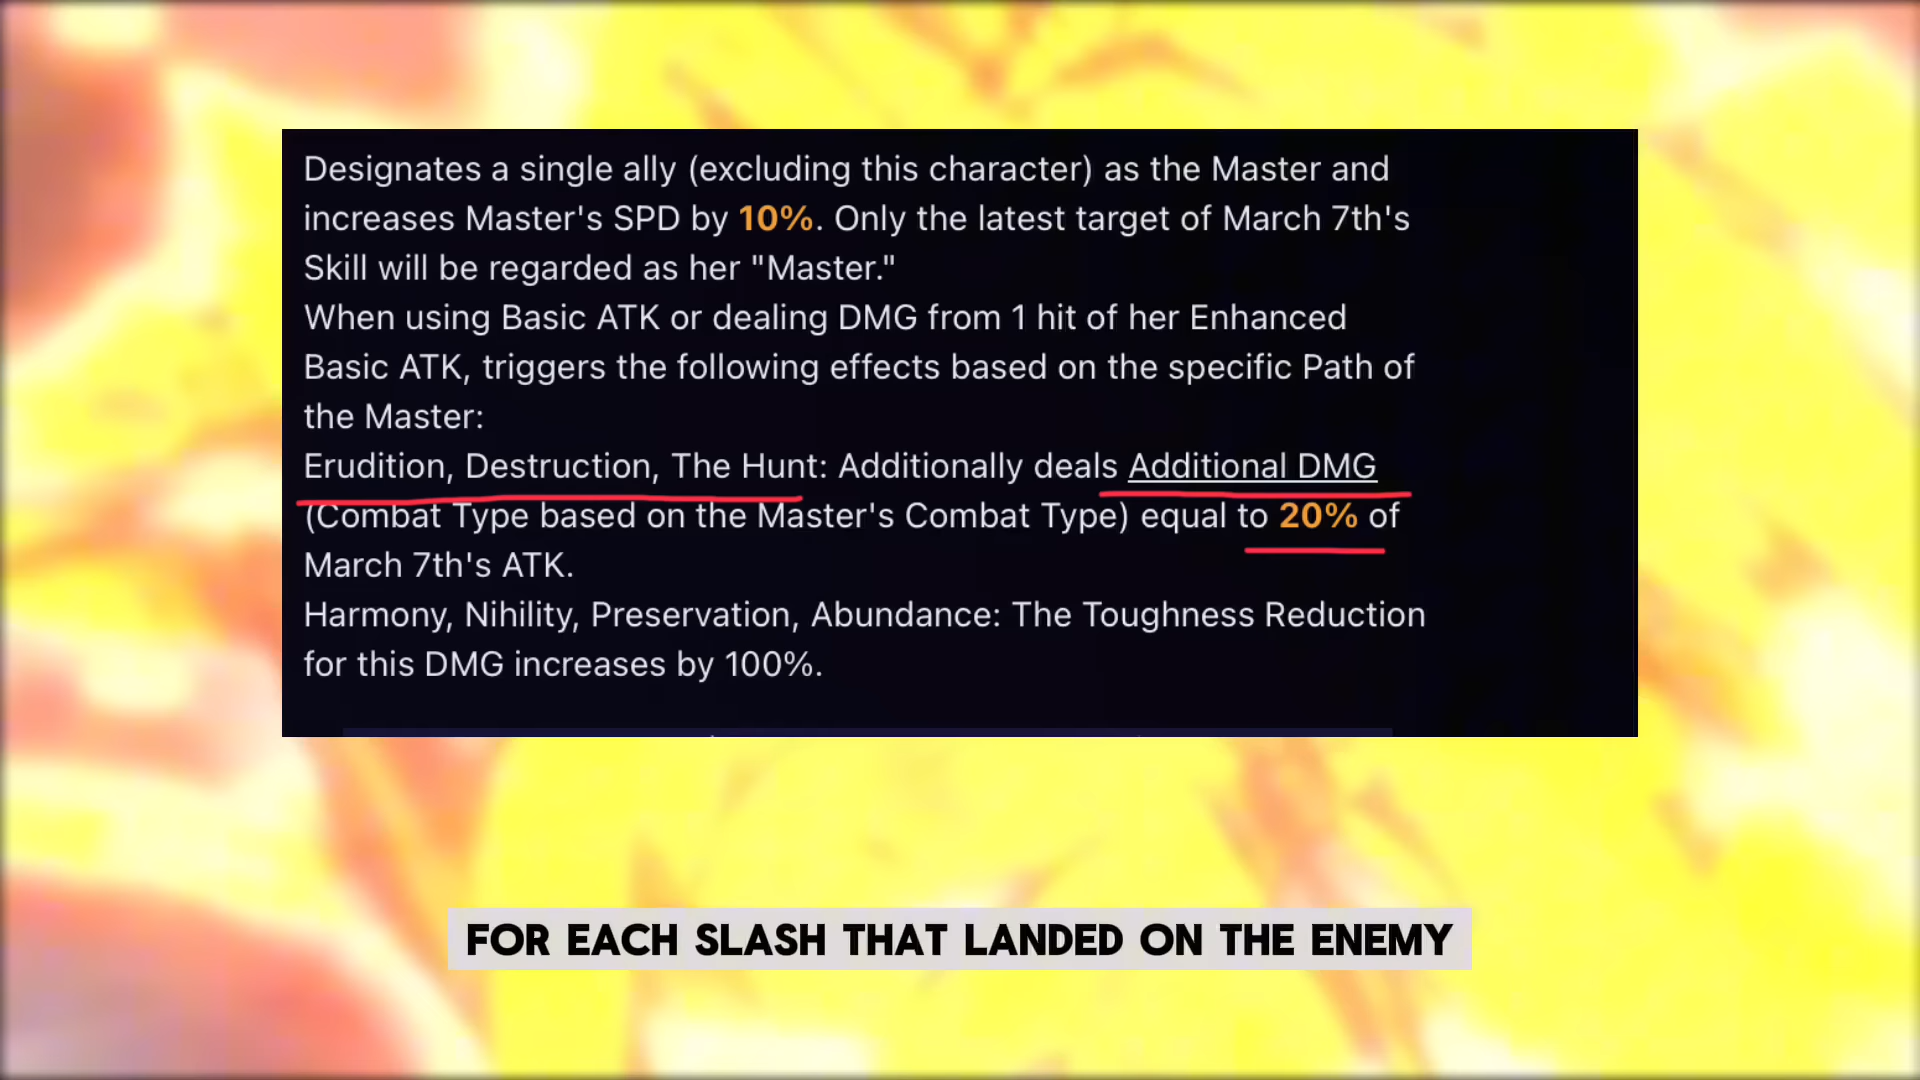 Designates a single ally (excluding this character) as the Master and
increases Master's SPD by 10%. Only the latest target of March 7th's
Skill will be regarded as her "Master."
When using Basic ATK or dealing DMG from 1 hit of her Enhanced
Basic ATK, triggers the following effects based on the specific Path of
the Master:
Erudition, Destruction, The Hunt: Additionally deals Additional DMG
(Combat Type based on the Master's Combat Type) equal to 20% of
March 7th's ATK.
Harmony, Nihility, Preservation, Abundance: The Toughness Reduction
for this DMG increases by 100%.
FOR EACH SLASH THAT LANDED ON THE ENEMY